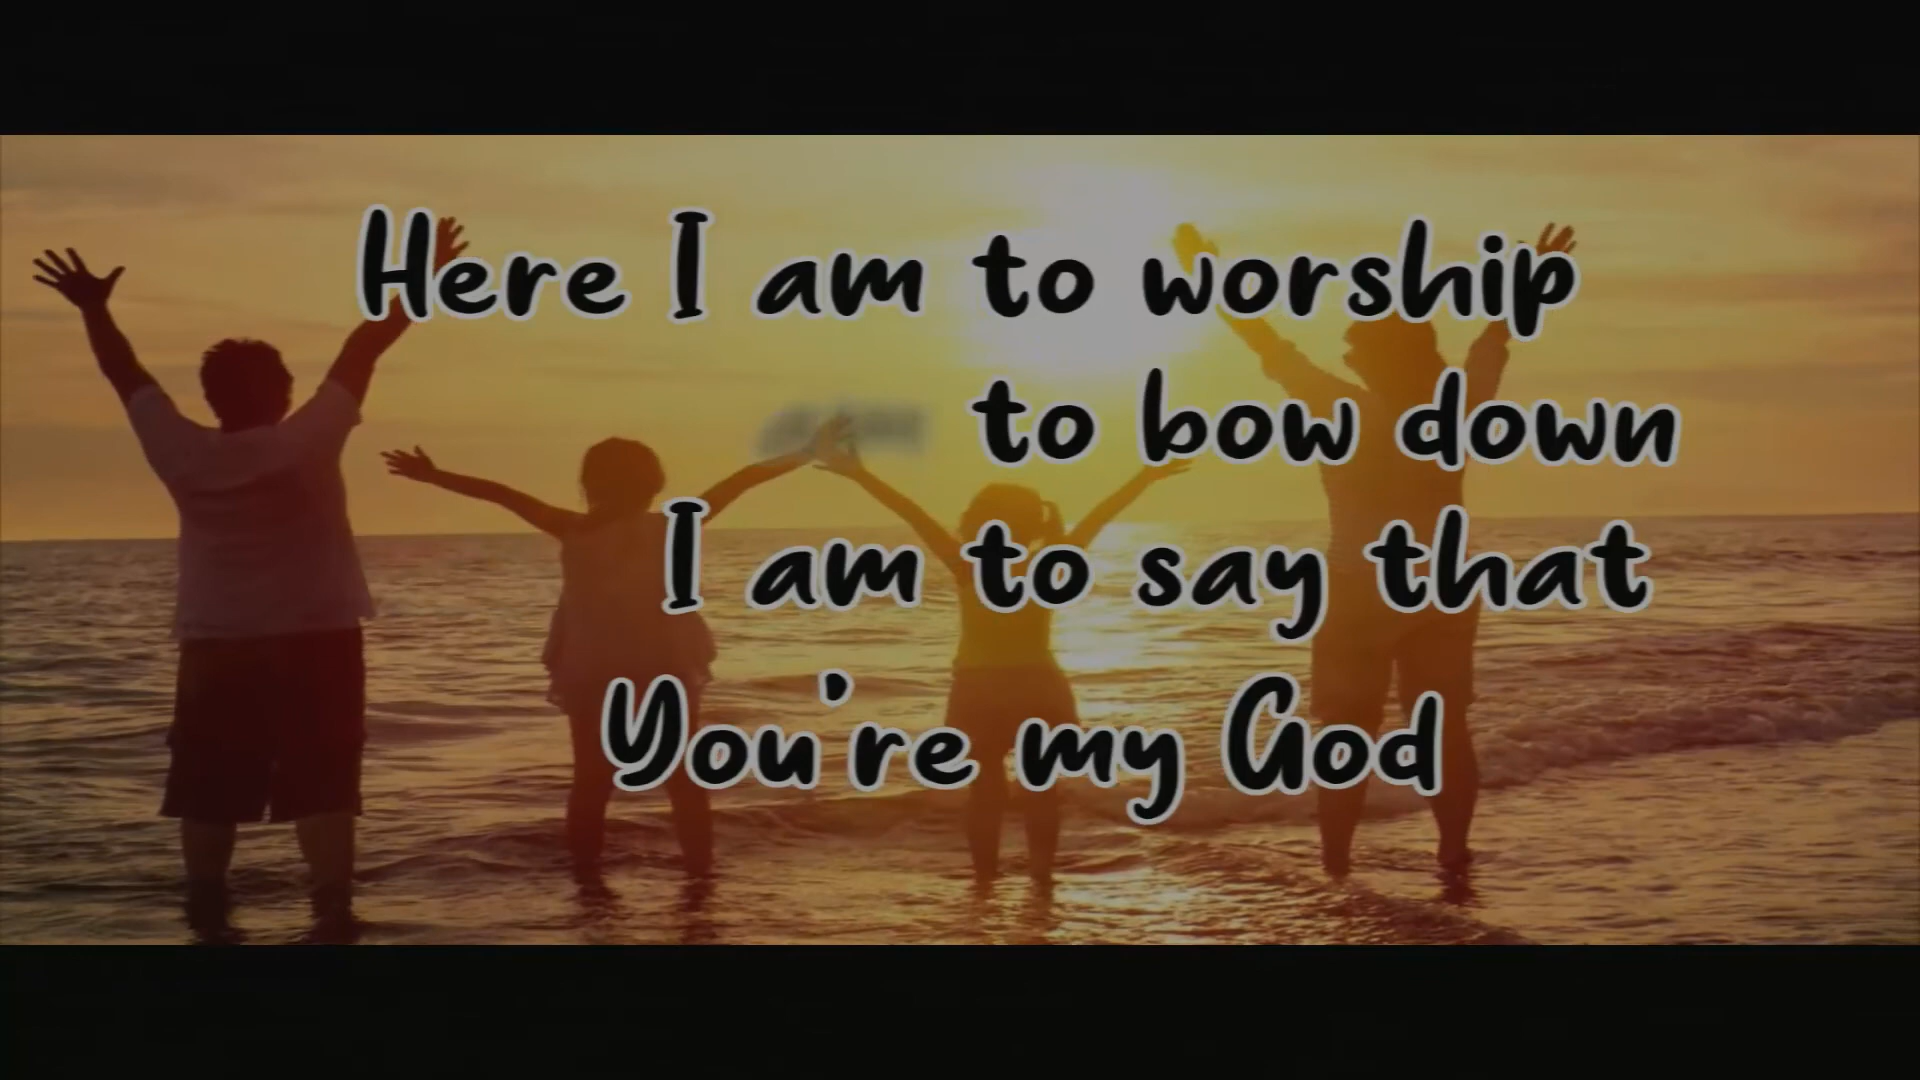 Here I am to worship
to bow down
I am to say that
You're my God